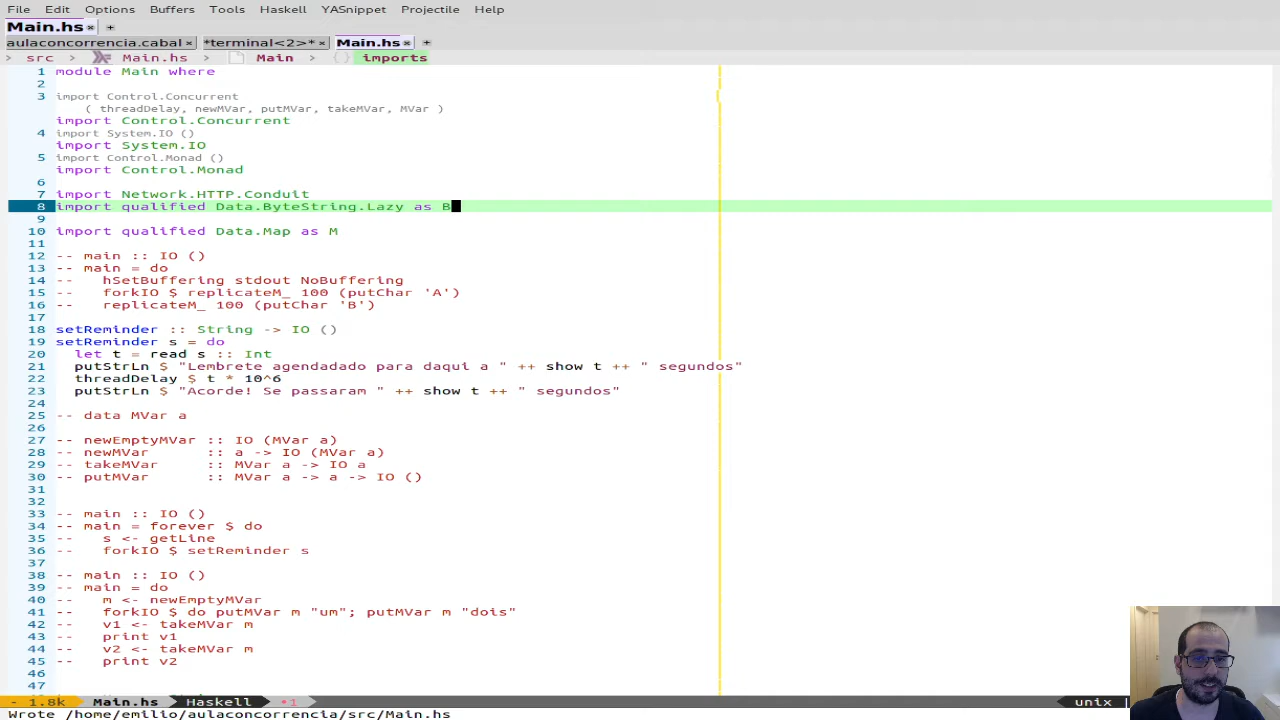 File Edit Options Buffers Tools Haskell YASnippet Projectile Help
Main.hs × +
aulaconcorrencia.cabal × *terminal<2>* × Main.hs × +
> src > Main.hs > Main > {} imports
1 module Main where
2
3 import Control.Concurrent
( threadDelay, newMVar, putMVar, takeMVar, MVar )
import Control.Concurrent
4 import System.IO ()
import System.IO
5 import Control.Monad ()
import Control.Monad
6
7 import Network.HTTP.Conduit
8 import qualified Data.ByteString.Lazy as B
9
10 import qualified Data.Map as M
11
12 -- main :: IO ()
13 -- main = do
14 --   hSetBuffering stdout NoBuffering
15 --   forkIO $ replicateM_ 100 (putChar 'A')
16 --   replicateM_ 100 (putChar 'B')
17
18 setReminder :: String -> IO ()
19 setReminder s = do
20   let t = read s :: Int
21   putStrLn $ "Lembrete agendadado para daqui a " ++ show t ++ " segundos"
22   threadDelay $ t * 10^6
23   putStrLn $ "Acorde! Se passaram " ++ show t ++ " segundos"
24
25 -- data MVar a
26
27 -- newEmptyMVar :: IO (MVar a)
28 -- newMVar      :: a -> IO (MVar a)
29 -- takeMVar     :: MVar a -> IO a
30 -- putMVar      :: MVar a -> a -> IO ()
31
32
33 -- main :: IO ()
34 -- main = forever $ do
35 --   s <- getLine
36 --   forkIO $ setReminder s
37
38 -- main :: IO ()
39 -- main = do
40 --   m <- newEmptyMVar
41 --   forkIO $ do putMVar m "um"; putMVar m "dois"
42 --   v1 <- takeMVar m
43 --   print v1
44 --   v2 <- takeMVar m
45 --   print v2
46
47
- 1.8k Main.hs Haskell •1 unix |
Wrote /home/emilio/aulaconcorrencia/src/Main.hs